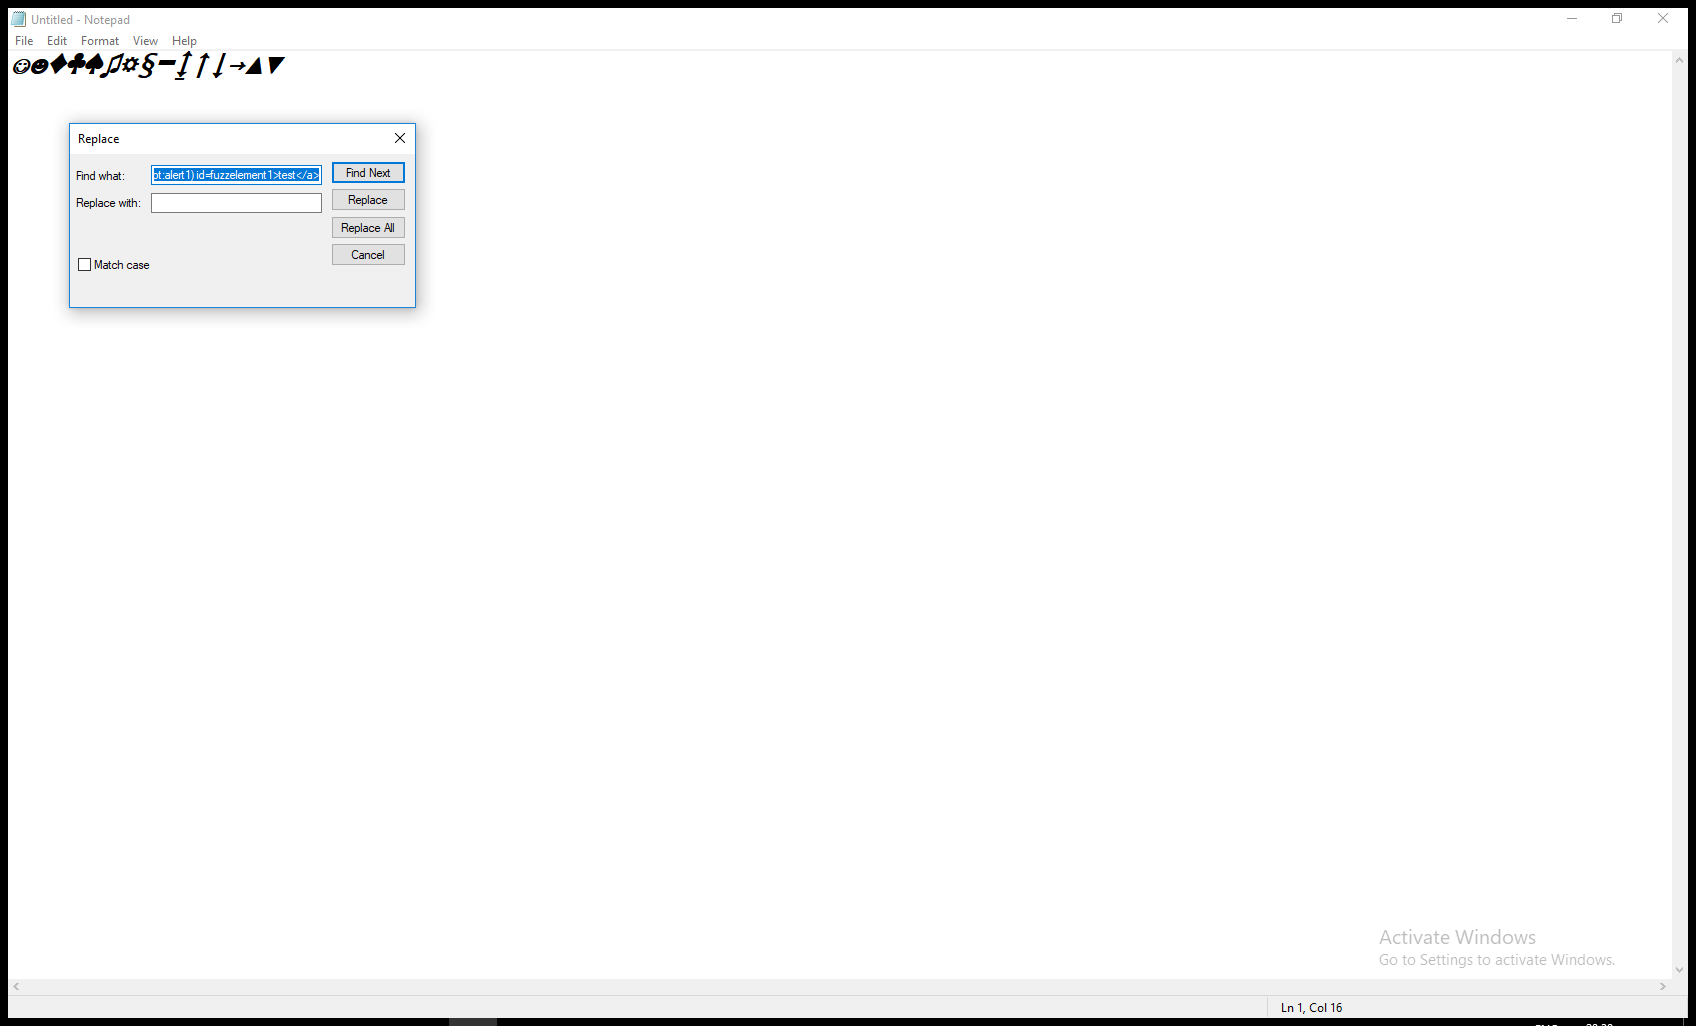 Untitled - Notepad
File Edit Format View Help
☺☻♦♣♠♫☼§▬↨↑↓→▲▼
Replace
Find what: pt:alert1) id=fuzzelement1>test</a>
Find Next
Replace with:
Replace
Replace All
Cancel
Match case
Activate Windows
Go to Settings to activate Windows.
Ln 1, Col 16